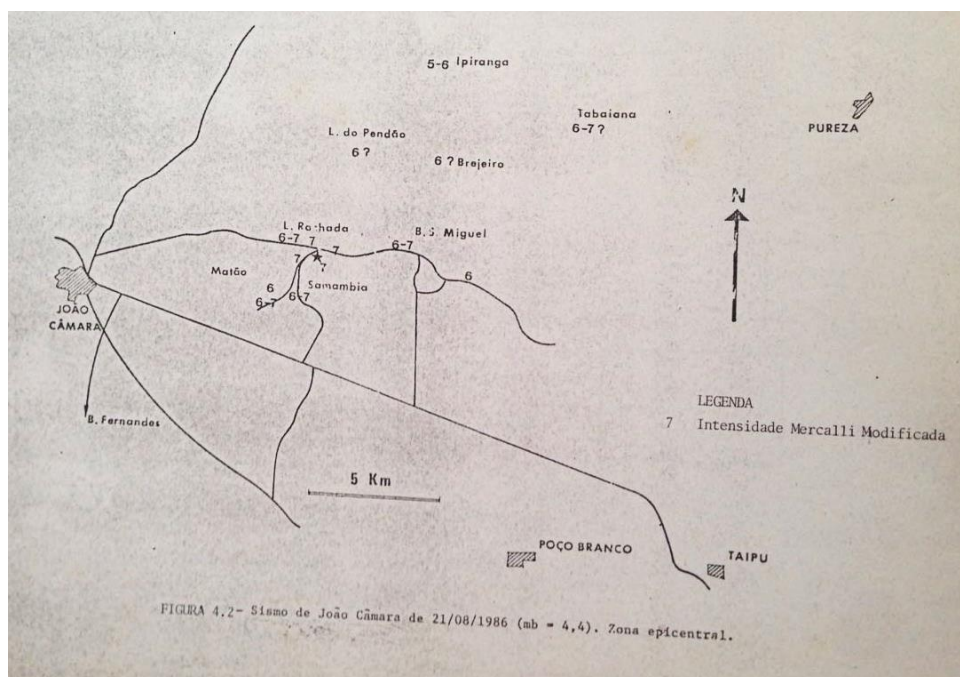 5-6 Ipiranga
Tabaiana
6-7?
PUREZA
L. do Pendão
6 ?
6 ? Brejeiro
N
L. Rachada
6-7 7
7
B.S. Miguel
6-7
7
7
Matão
6
Samambia
6
6-7
6-7
JOÃO
CÂMARA
B. Fernandes
LEGENDA
7 Intensidade Mercalli Modificada
5 Km
POÇO BRANCO
TAIPU
FIGURA 4.2- Sismo de João Câmara de 21/08/1986 (mb = 4,4). Zona epicentral.